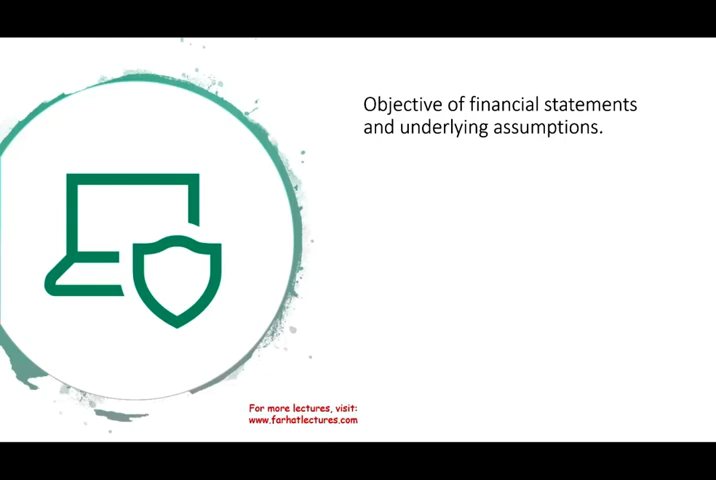 Objective of financial statements
and underlying assumptions.
For more lectures, visit:
www.farhatlectures.com